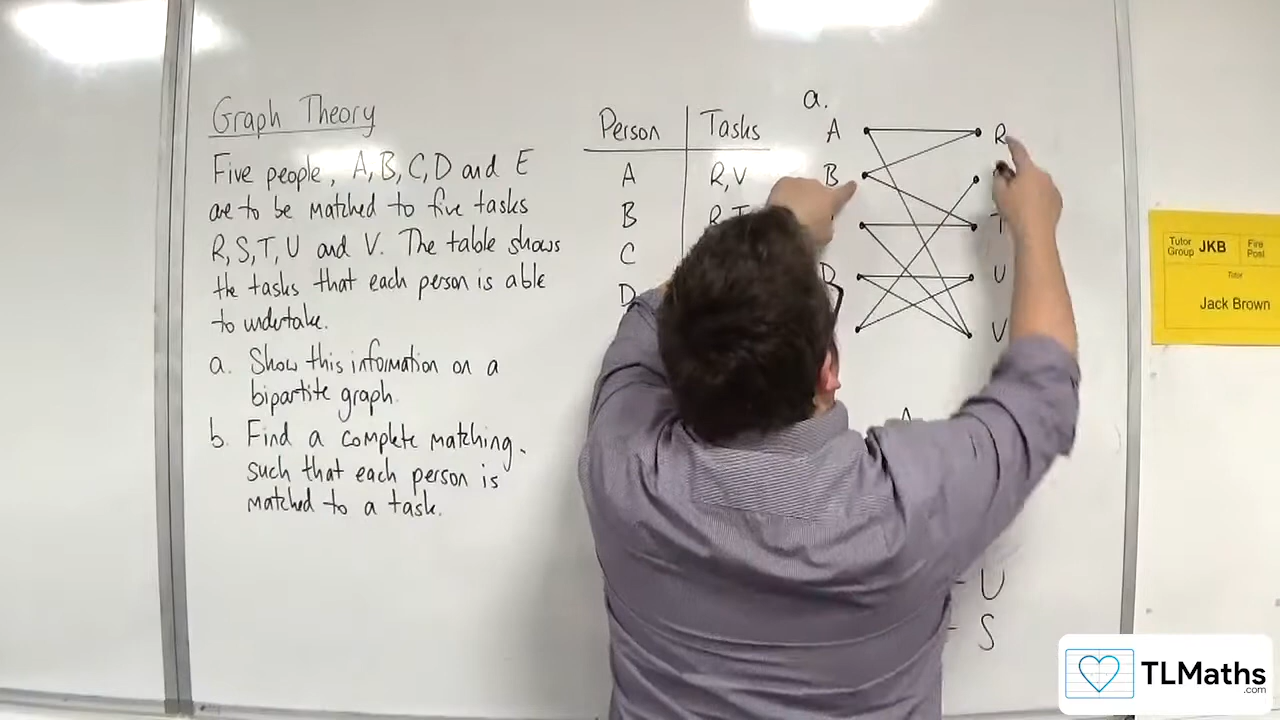 Graph Theory
Five people, A, B, C, D and E
are to be matched to five tasks
R, S, T, U and V. The table shows
the tasks that each person is able
to undertake.
a. Show this information on a
bipartite graph.
b. Find a complete matching.
such that each person is
matched to a task.
Person Tasks
A R, V
B R, T
C
D
a.
A R
B
T
D U
V
- U
- S
Tutor Group JKB
Fire Post
Tutor
Jack Brown
TLMaths
.com